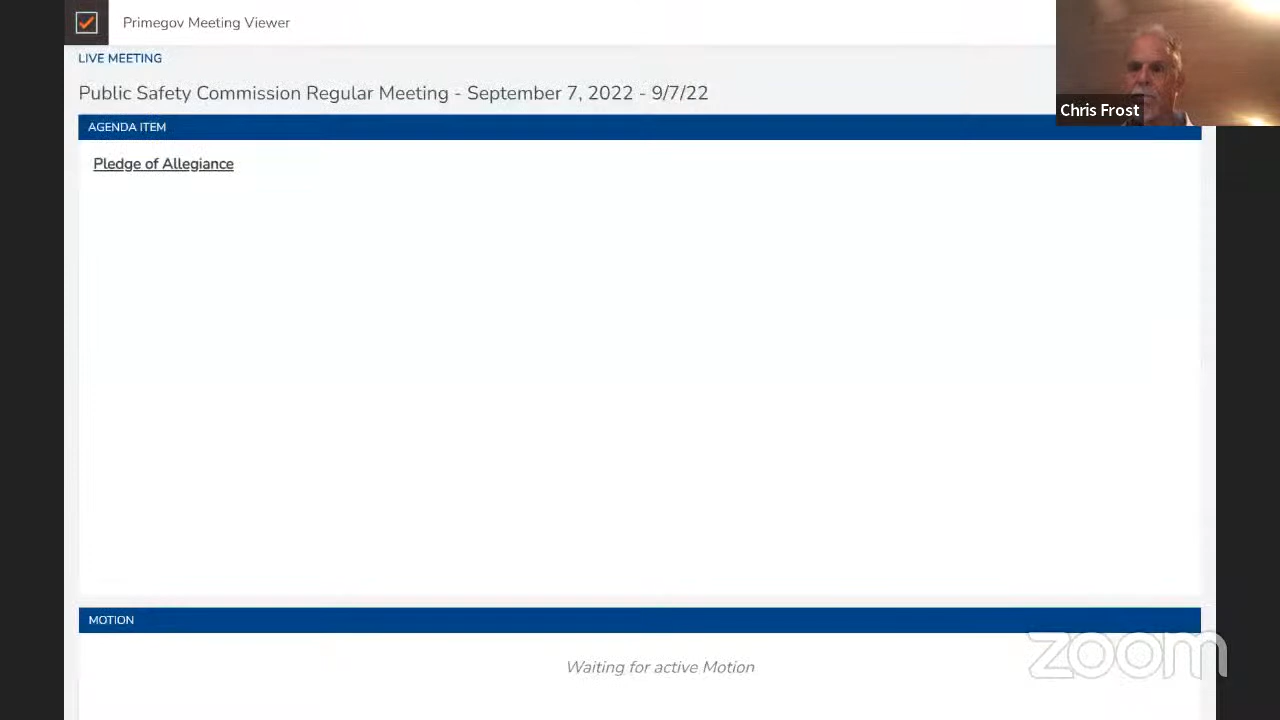 Primegov Meeting Viewer
LIVE MEETING
Public Safety Commission Regular Meeting - September 7, 2022 - 9/7/22
Chris Frost
AGENDA ITEM
Pledge of Allegiance
MOTION
Waiting for active Motion
zoom